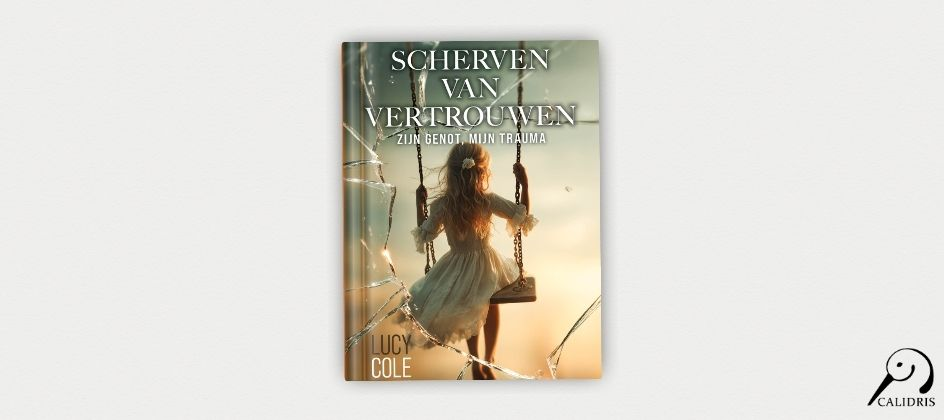 SCHERVEN
VAN
VERTROUWEN
ZIJN GENOT, MIJN TRAUMA
LUCY
COLE
CALIDRIS